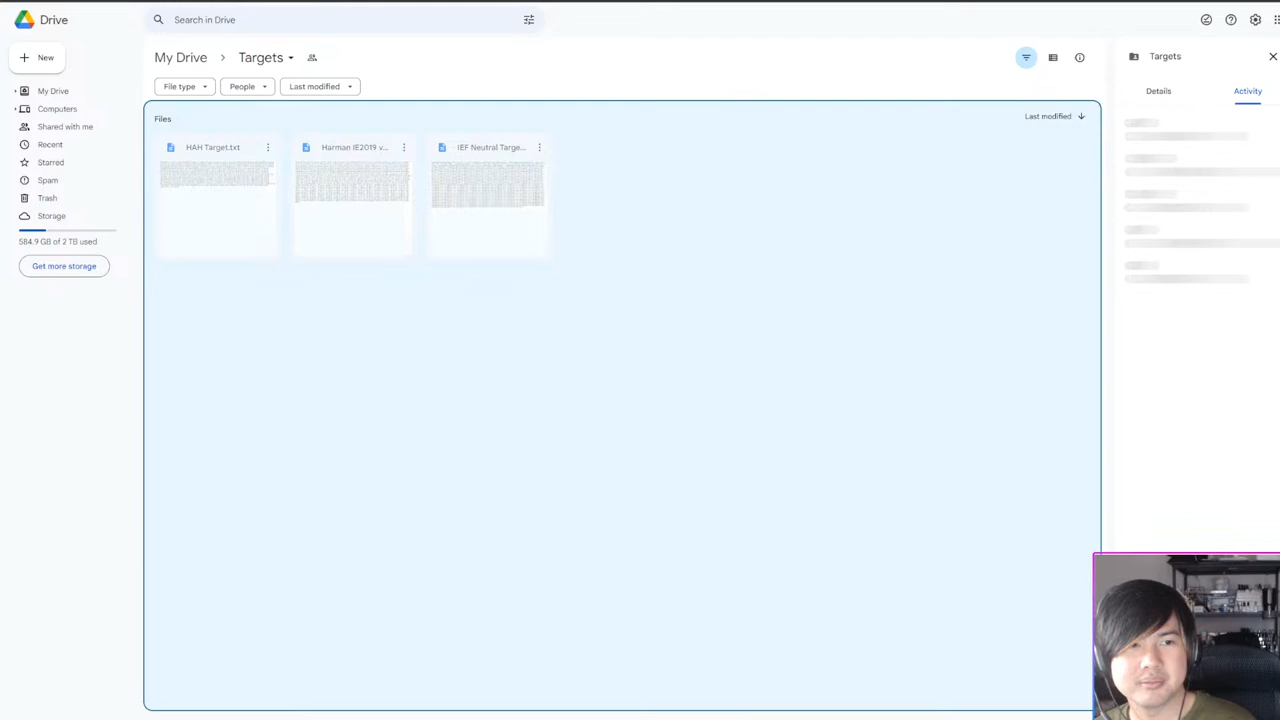 Drive
Search in Drive
New
My Drive
Computers
Shared with me
Recent
Starred
Spam
Trash
Storage
584.9 GB of 2 TB used
Get more storage
My Drive > Targets
File type
People
Last modified
Files
Last modified
HAH Target.txt
Harman IE2019 v...
IEF Neutral Targe...
Targets
Details
Activity